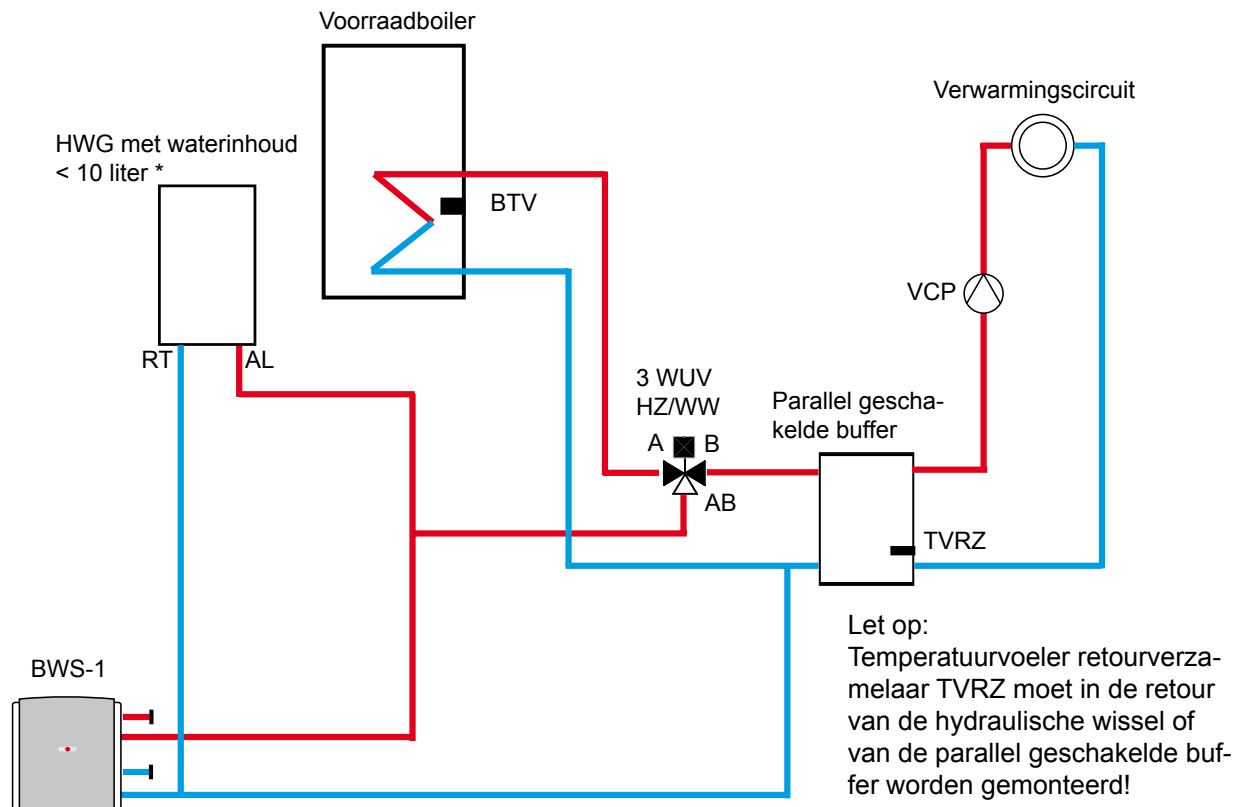 Voorraadboiler
Verwarmingscircuit
HWG met waterinhoud
< 10 liter *
BTV
VCP
RT
AL
3 WUV
HZ/WW
A
B
AB
Parallel gescha-
kelde buffer
TVRZ
Let op:
Temperatuurvoeler retourverza-
melaar TVRZ moet in de retour
van de hydraulische wissel of
van de parallel geschakelde buf-
fer worden gemonteerd!
BWS-1